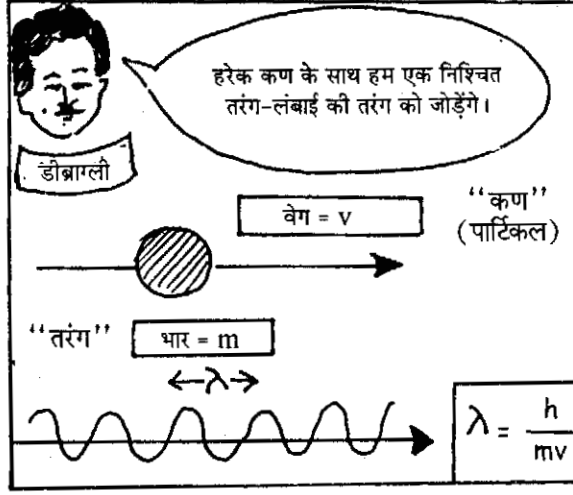 हरेक कण के साथ हम एक निश्चित
तरंग-लंबाई की तरंग को जोड़ेंगे।
डीब्राग्ली
वेग = v
“कण”
(पार्टिकल)
“तरंग”
भार = m
←λ→
λ = h/mv